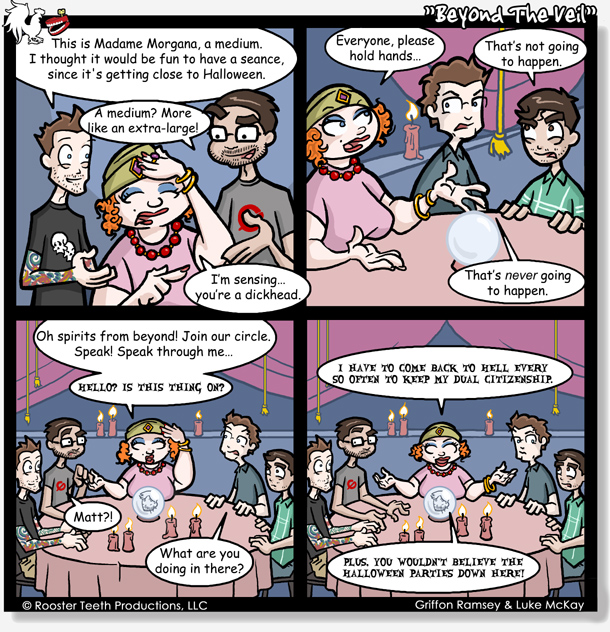 "Beyond The Veil"
This is Madame Morgana, a medium.
I thought it would be fun to have a seance,
since it's getting close to Halloween.
A medium? More
like an extra-large!
I'm sensing...
you're a dickhead.
Everyone, please
hold hands...
That's not going
to happen.
That's never going
to happen.
Oh spirits from beyond! Join our circle.
Speak! Speak through me...
HELLO? IS THIS THING ON?
Matt?!
What are you
doing in there?
I HAVE TO COME BACK TO HELL EVERY
SO OFTEN TO KEEP MY DUAL CITIZENSHIP.
PLUS, YOU WOULDN'T BELIEVE THE
HALLOWEEN PARTIES DOWN HERE!
© Rooster Teeth Productions, LLC
Griffon Ramsey & Luke McKay